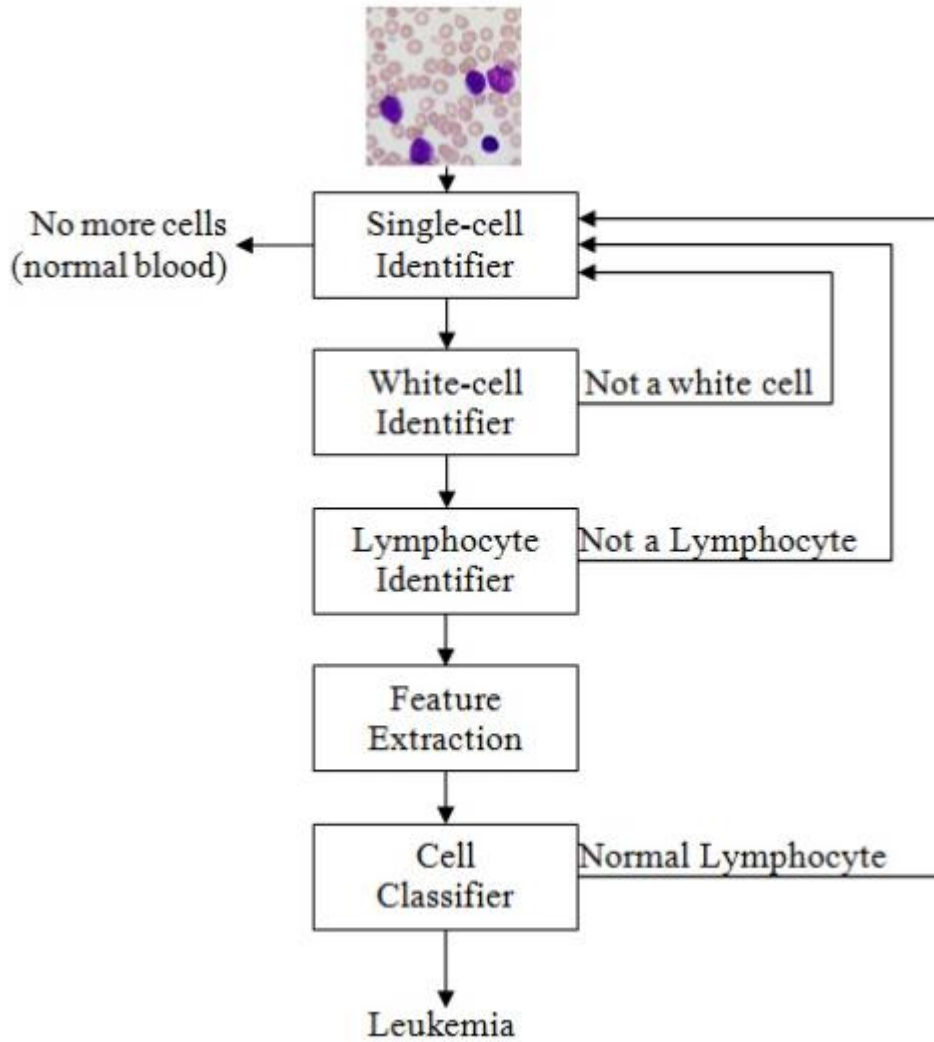 Single-cell
Identifier
No more cells
(normal blood)
White-cell
Identifier
Not a white cell
Lymphocyte
Identifier
Not a Lymphocyte
Feature
Extraction
Cell
Classifier
Normal Lymphocyte
Leukemia